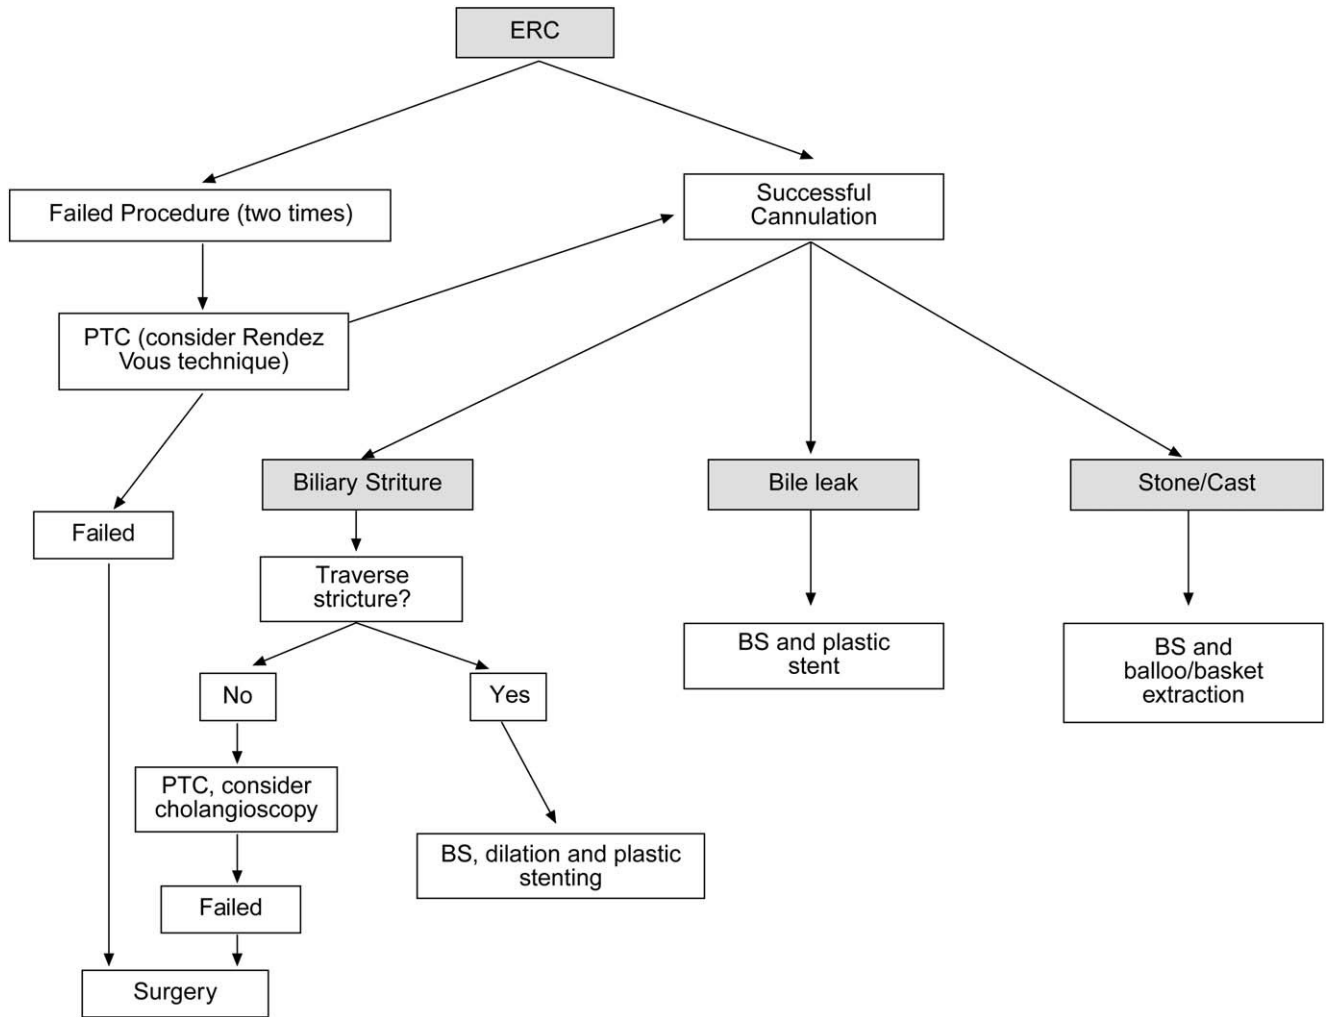 ERC
Failed Procedure (two times)
Successful
Cannulation
PTC (consider Rendez
Vous technique)
Biliary Striture
Bile leak
Stone/Cast
Failed
Traverse
stricture?
BS and plastic
stent
BS and
balloo/basket
extraction
No
Yes
PTC, consider
cholangioscopy
BS, dilation and plastic
stenting
Failed
Surgery